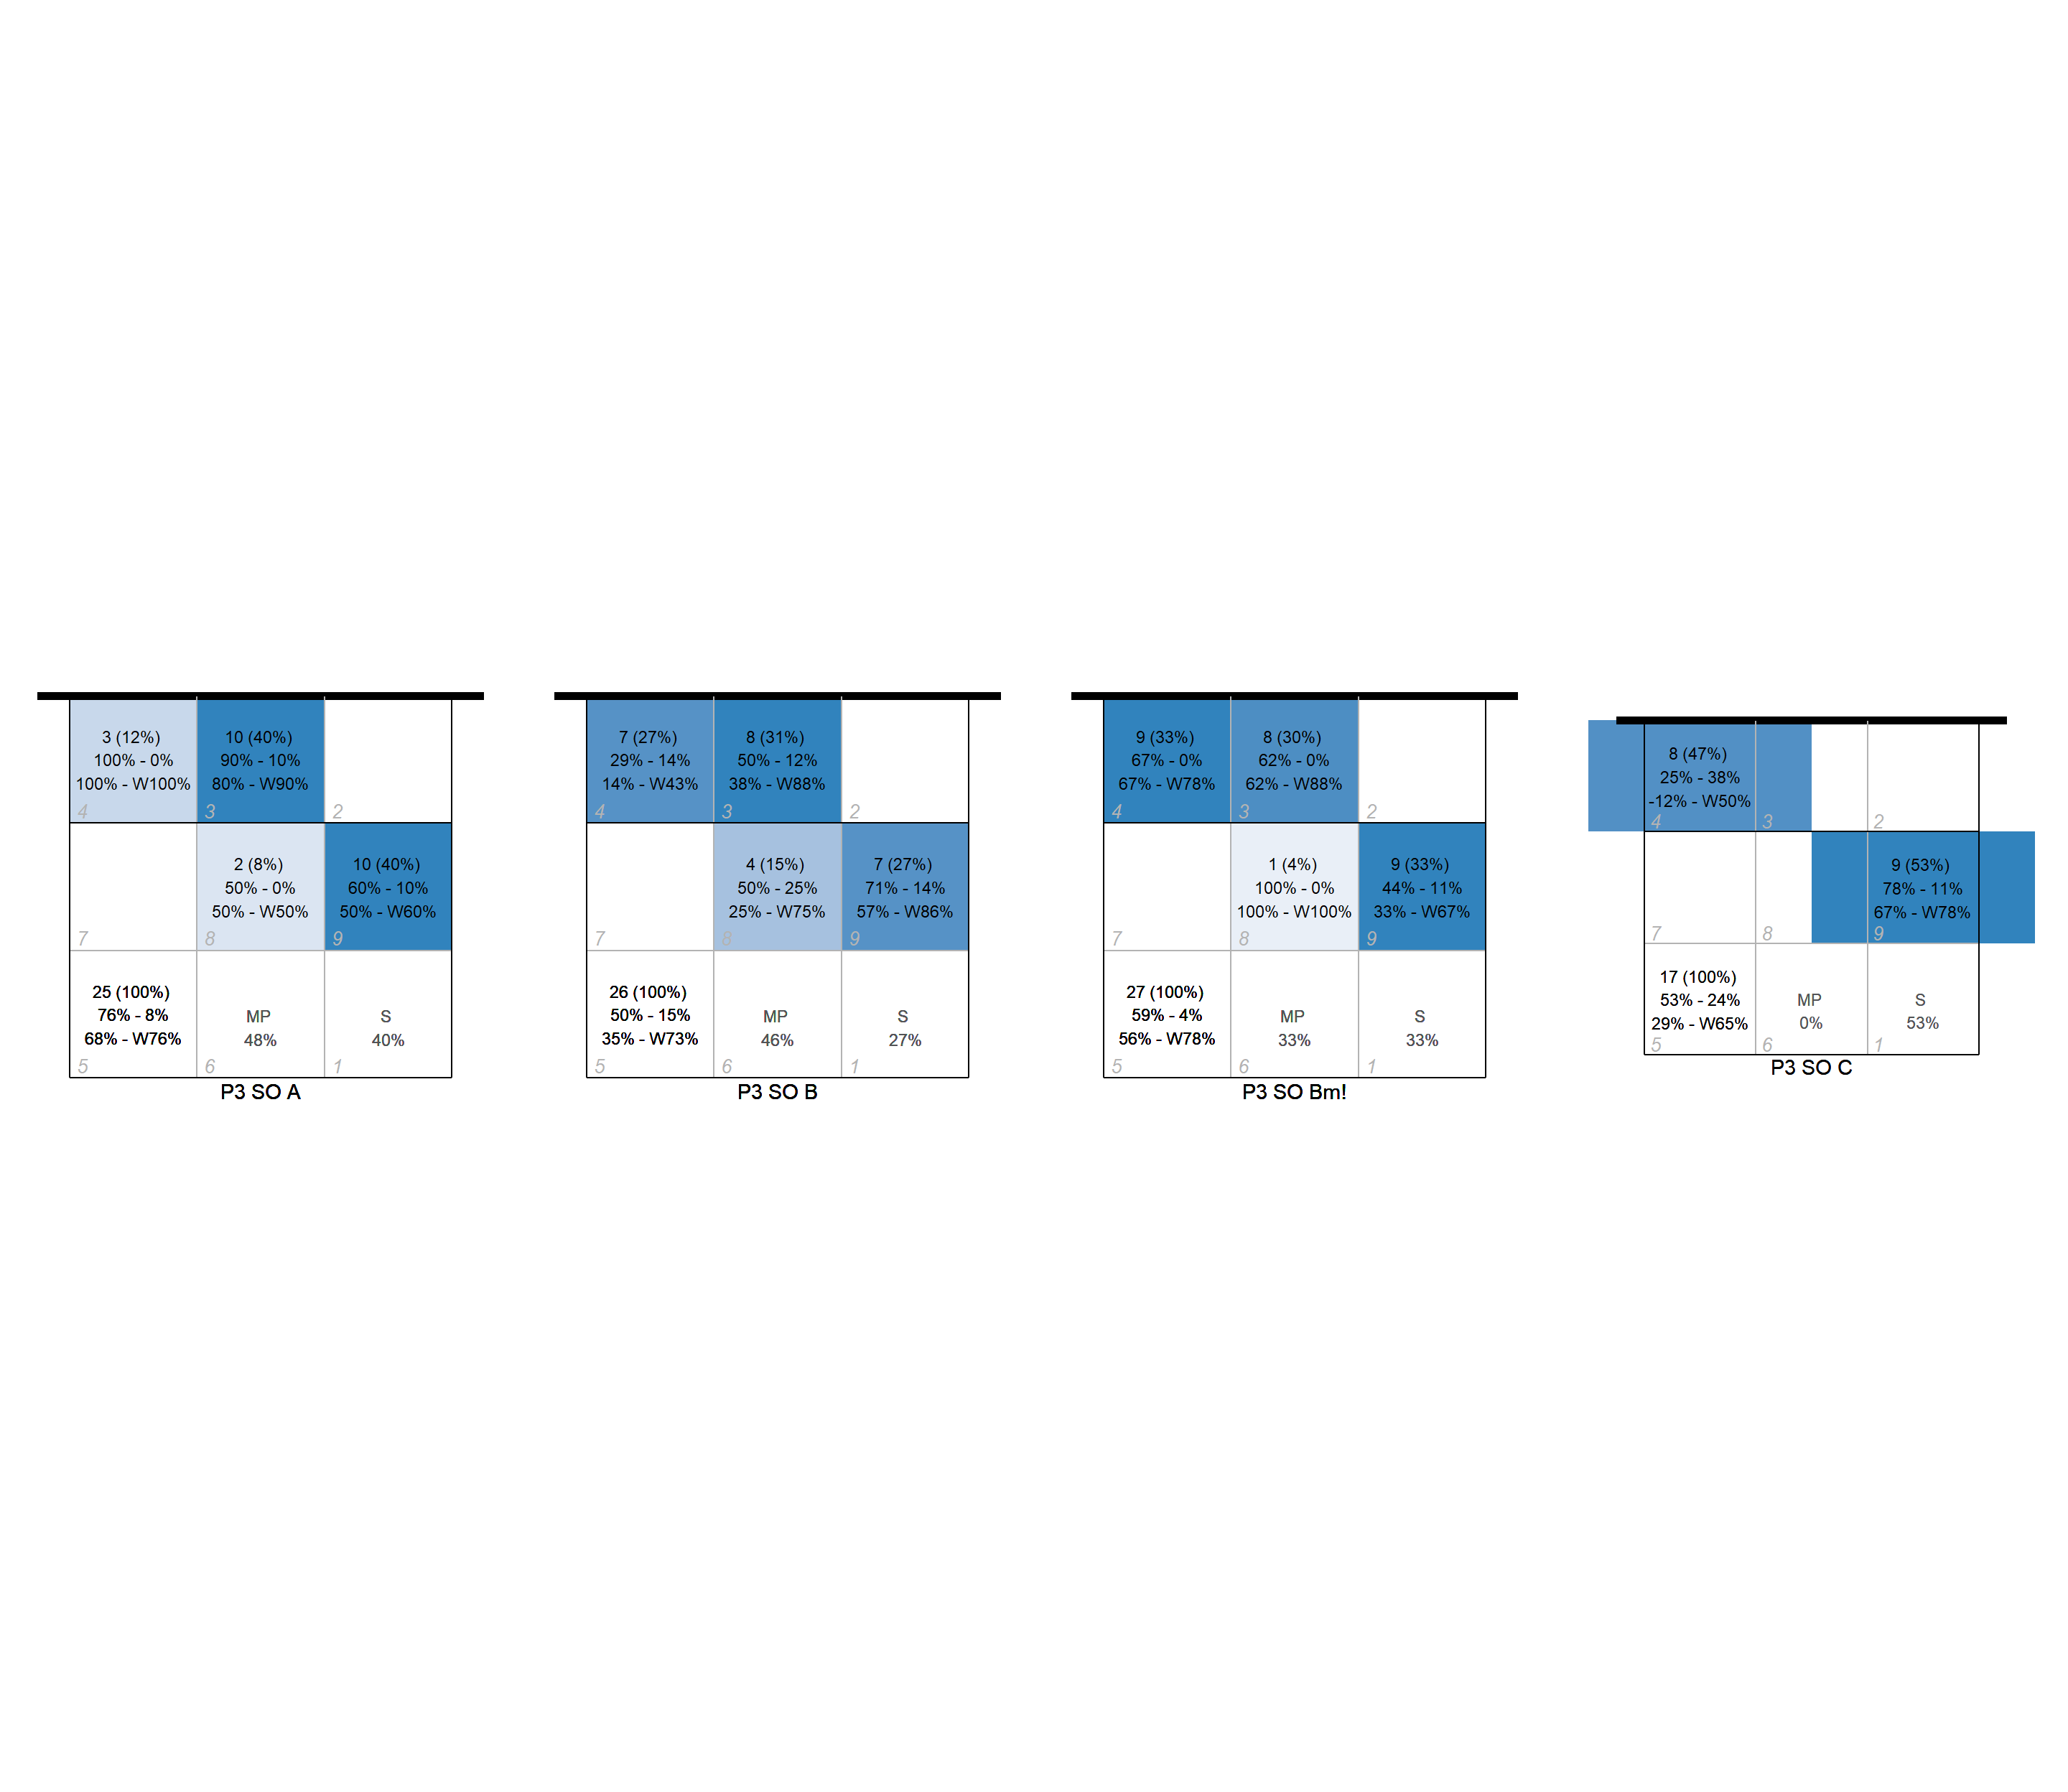 3 (12%)
100% - 0%
100% - W100%
4
10 (40%)
90% - 10%
80% - W90%
3
2
7
2 (8%)
50% - 0%
50% - W50%
8
10 (40%)
60% - 10%
50% - W60%
9
25 (100%)
76% - 8%
68% - W76%
5
MP
48%
6
S
40%
1
P3 SO A
7 (27%)
29% - 14%
14% - W43%
4
8 (31%)
50% - 12%
38% - W88%
3
2
7
4 (15%)
50% - 25%
25% - W75%
8
7 (27%)
71% - 14%
57% - W86%
9
26 (100%)
50% - 15%
35% - W73%
5
MP
46%
6
S
27%
1
P3 SO B
9 (33%)
67% - 0%
67% - W78%
4
8 (30%)
62% - 0%
62% - W88%
3
2
7
1 (4%)
100% - 0%
100% - W100%
8
9 (33%)
44% - 11%
33% - W67%
9
27 (100%)
59% - 4%
56% - W78%
5
MP
33%
6
S
33%
1
P3 SO Bm!
8 (47%)
25% - 38%
-12% - W50%
4
3
2
7
8
9 (53%)
78% - 11%
67% - W78%
9
17 (100%)
53% - 24%
29% - W65%
5
MP
0%
6
S
53%
1
P3 SO C